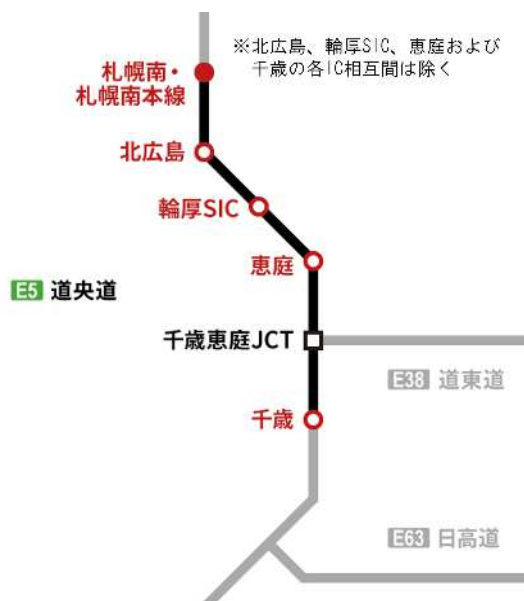 ※北広島、輪厚SIC、恵庭および
千歳の各IC相互間は除く
札幌南・
札幌南本線
北広島
輪厚SIC
恵庭
E5 道央道
千歳恵庭JCT
E38 道東道
千歳
E63 日高道